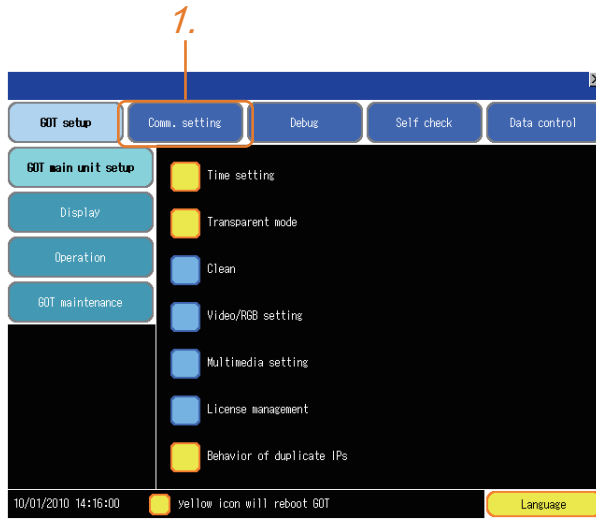 1.
GOT setup
Comm. setting
Debug
Self check
Data control
GOT main unit setup
Display
Operation
GOT maintenance
Time setting
Transparent mode
Clean
Video/RGB setting
Multimedia setting
License management
Behavior of duplicate IPs
10/01/2010 14:16:00
yellow icon will reboot GOT
Language